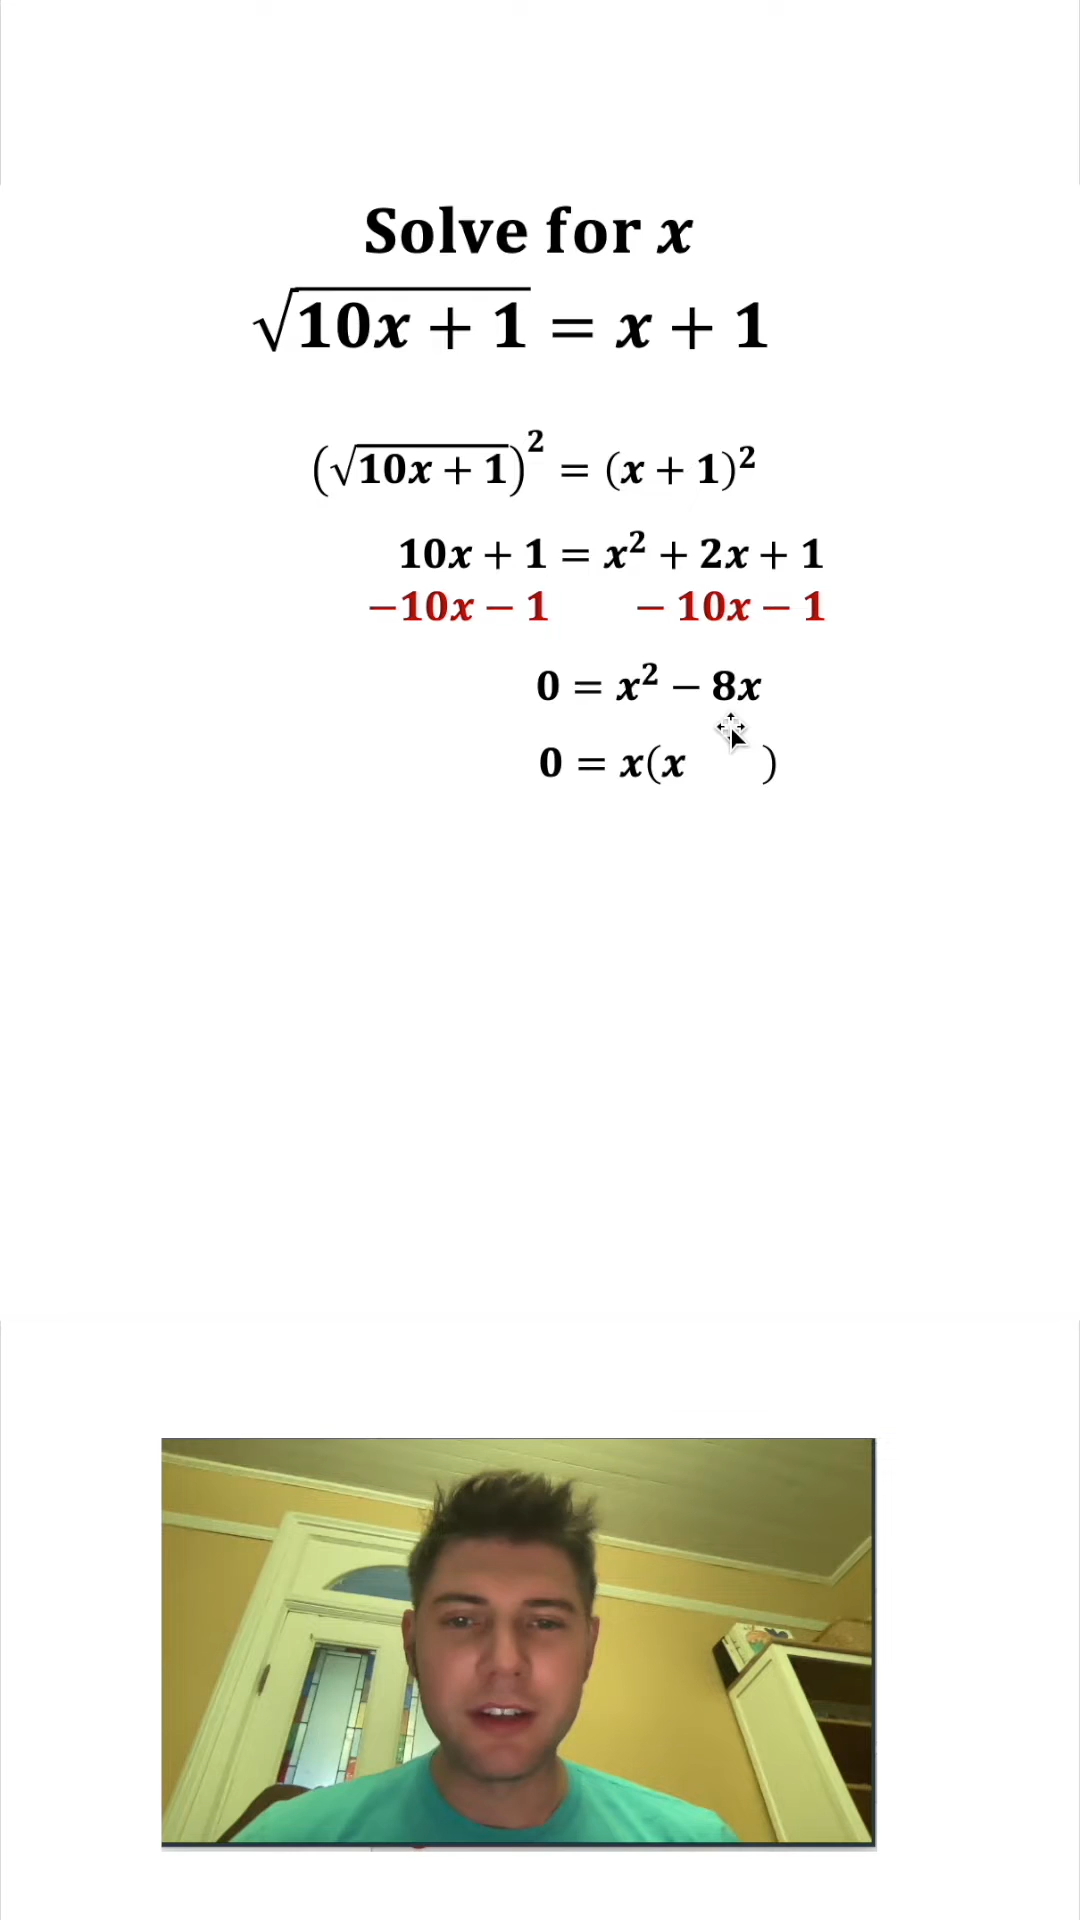 Solve for x
√10x + 1 = x + 1
(√10x + 1)² = (x + 1)²
10x + 1 = x² + 2x + 1
−10x − 1 − 10x − 1
0 = x² − 8x
0 = x(x )